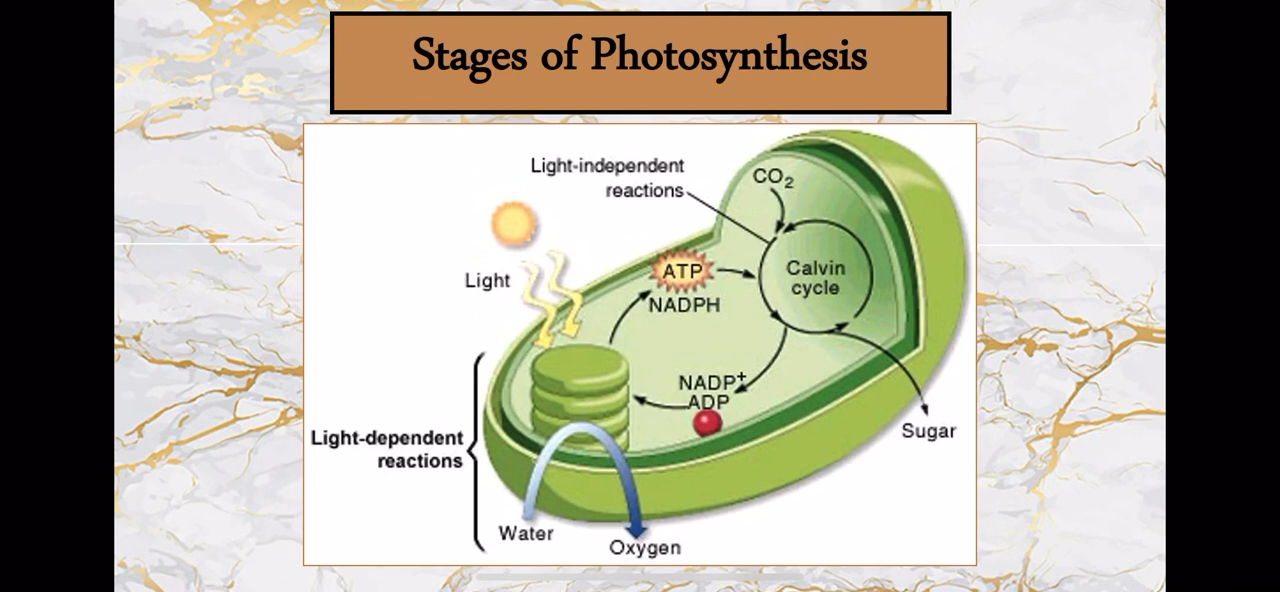 Stages of Photosynthesis
Light-independent
reactions
CO₂
Light
ATP
NADPH
Calvin
cycle
NADP⁺
ADP
Light-dependent
reactions
Sugar
Water
Oxygen